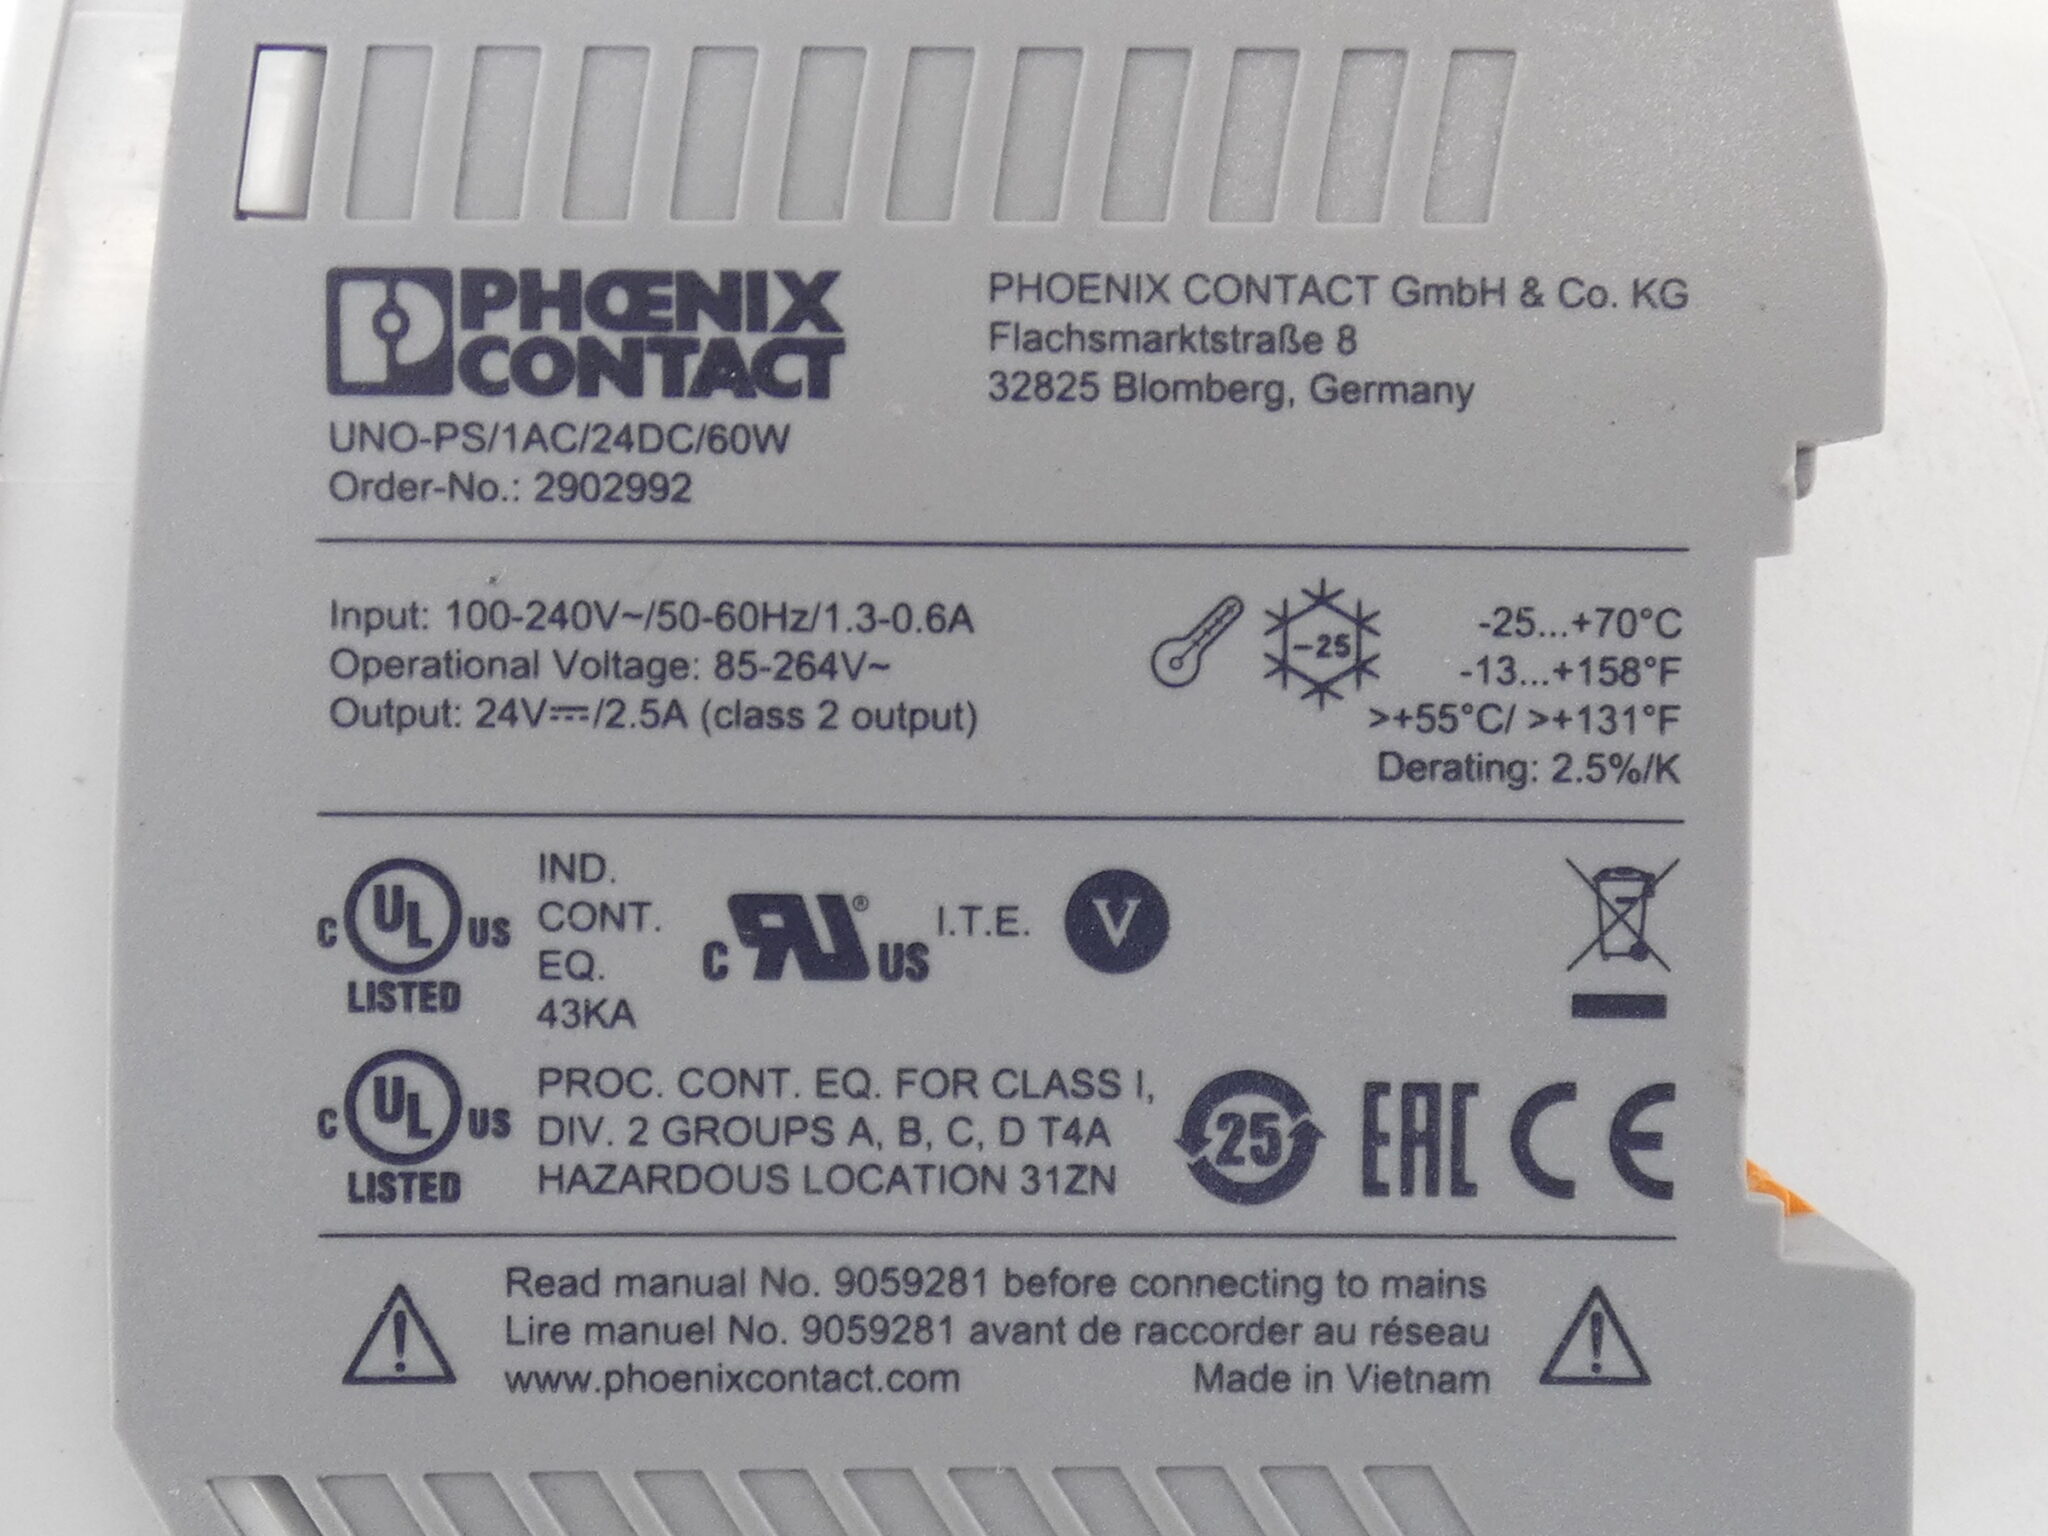 PHOENIX CONTACT GmbH & Co. KG
Flachsmarktstraße 8
32825 Blomberg, Germany
PHŒNIX
CONTACT
UNO-PS/1AC/24DC/60W
Order-No.: 2902992
Input: 100-240V~/50-60Hz/1.3-0.6A
Operational Voltage: 85-264V~
Output: 24V⎓/2.5A (class 2 output)
-25
-25...+70°C
-13...+158°F
>+55°C/ >+131°F
Derating: 2.5%/K
C UL US
LISTED
IND.
CONT.
EQ.
43KA
C RU® US
I.T.E.
V
C UL US
LISTED
PROC. CONT. EQ. FOR CLASS I,
DIV. 2 GROUPS A, B, C, D T4A
HAZARDOUS LOCATION 31ZN
25
EAC
CE
Read manual No. 9059281 before connecting to mains
Lire manuel No. 9059281 avant de raccorder au réseau
www.phoenixcontact.com Made in Vietnam